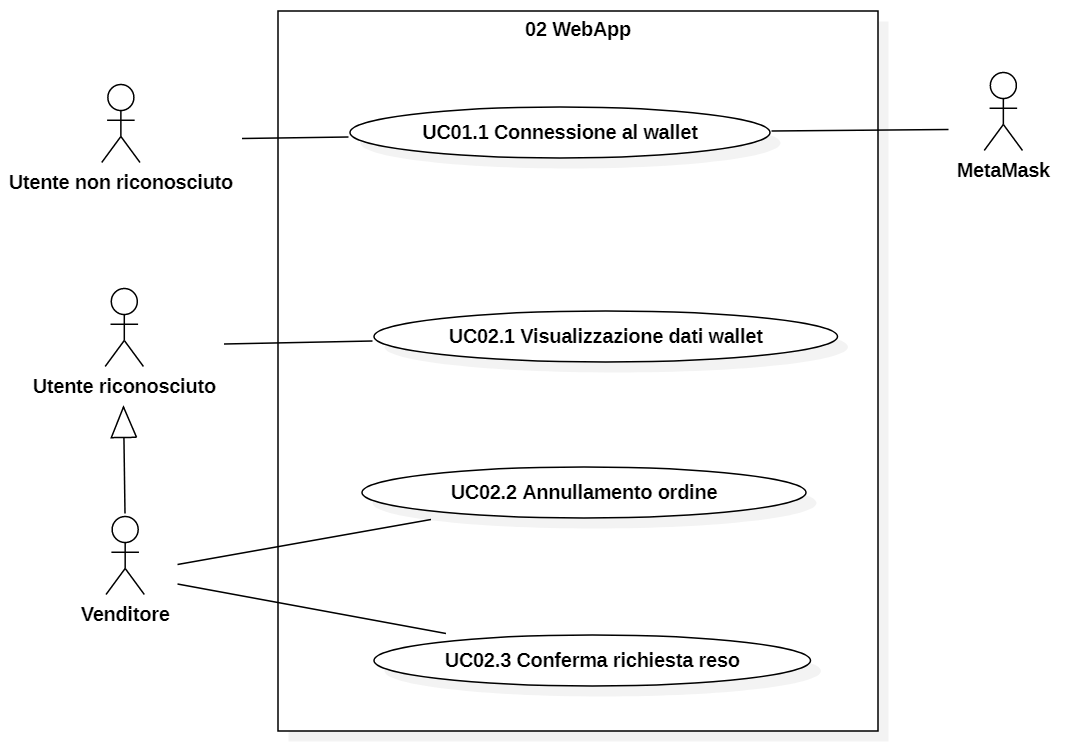 02 WebApp
UC01.1 Connessione al wallet
Utente non riconosciuto
MetaMask
UC02.1 Visualizzazione dati wallet
Utente riconosciuto
UC02.2 Annullamento ordine
Venditore
UC02.3 Conferma richiesta reso